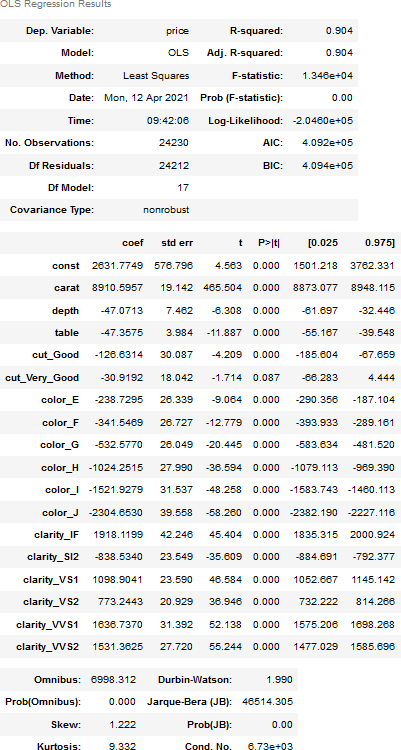 OLS Regression Results
Dep. Variable: price R-squared: 0.904
Model: OLS Adj. R-squared: 0.904
Method: Least Squares F-statistic: 1.346e+04
Date: Mon, 12 Apr 2021 Prob (F-statistic): 0.00
Time: 09:42:06 Log-Likelihood: -2.0460e+05
No. Observations: 24230 AIC: 4.092e+05
Df Residuals: 24212 BIC: 4.094e+05
Df Model: 17
Covariance Type: nonrobust
coef std err t P>|t| [0.025 0.975]
const 2631.7749 576.796 4.563 0.000 1501.218 3762.331
carat 8910.5957 19.142 465.504 0.000 8873.077 8948.115
depth -47.0713 7.462 -6.308 0.000 -61.697 -32.446
table -47.3575 3.984 -11.887 0.000 -55.167 -39.548
cut_Good -126.6314 30.087 -4.209 0.000 -185.604 -67.659
cut_Very_Good -30.9192 18.042 -1.714 0.087 -66.283 4.444
color_E -238.7295 26.339 -9.064 0.000 -290.356 -187.104
color_F -341.5469 26.727 -12.779 0.000 -393.933 -289.161
color_G -532.5770 26.049 -20.445 0.000 -583.634 -481.520
color_H -1024.2515 27.990 -36.594 0.000 -1079.113 -969.390
color_I -1521.9279 31.537 -48.258 0.000 -1583.743 -1460.113
color_J -2304.6530 39.558 -58.260 0.000 -2382.190 -2227.116
clarity_IF 1918.1199 42.246 45.404 0.000 1835.315 2000.924
clarity_SI2 -838.5340 23.549 -35.609 0.000 -884.691 -792.377
clarity_VS1 1098.9041 23.590 46.584 0.000 1052.667 1145.142
clarity_VS2 773.2443 20.929 36.946 0.000 732.222 814.266
clarity_VVS1 1636.7370 31.392 52.138 0.000 1575.206 1698.268
clarity_VVS2 1531.3625 27.720 55.244 0.000 1477.029 1585.696
Omnibus: 6998.312 Durbin-Watson: 1.990
Prob(Omnibus): 0.000 Jarque-Bera (JB): 46514.305
Skew: 1.222 Prob(JB): 0.00
Kurtosis: 9.332 Cond. No. 6.73e+03